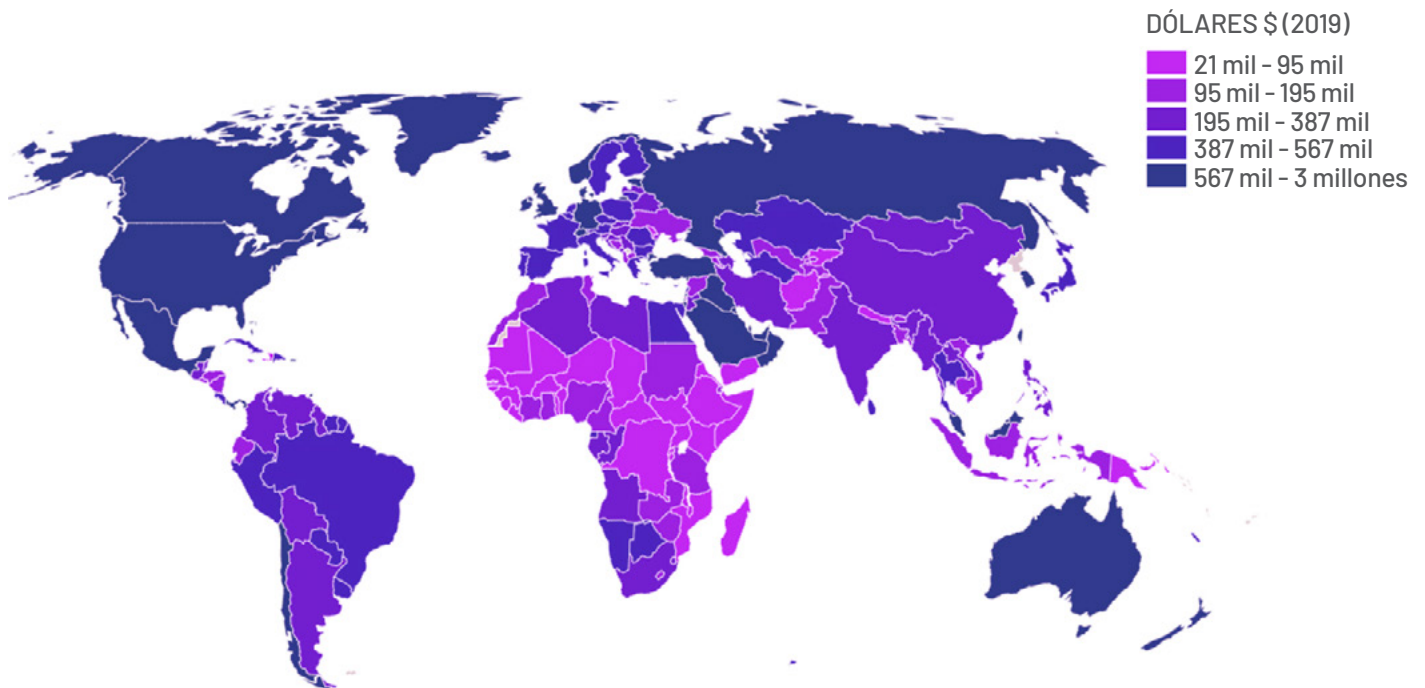 DÓLARES $ (2019)
21 mil - 95 mil
95 mil - 195 mil
195 mil - 387 mil
387 mil - 567 mil
567 mil - 3 millones